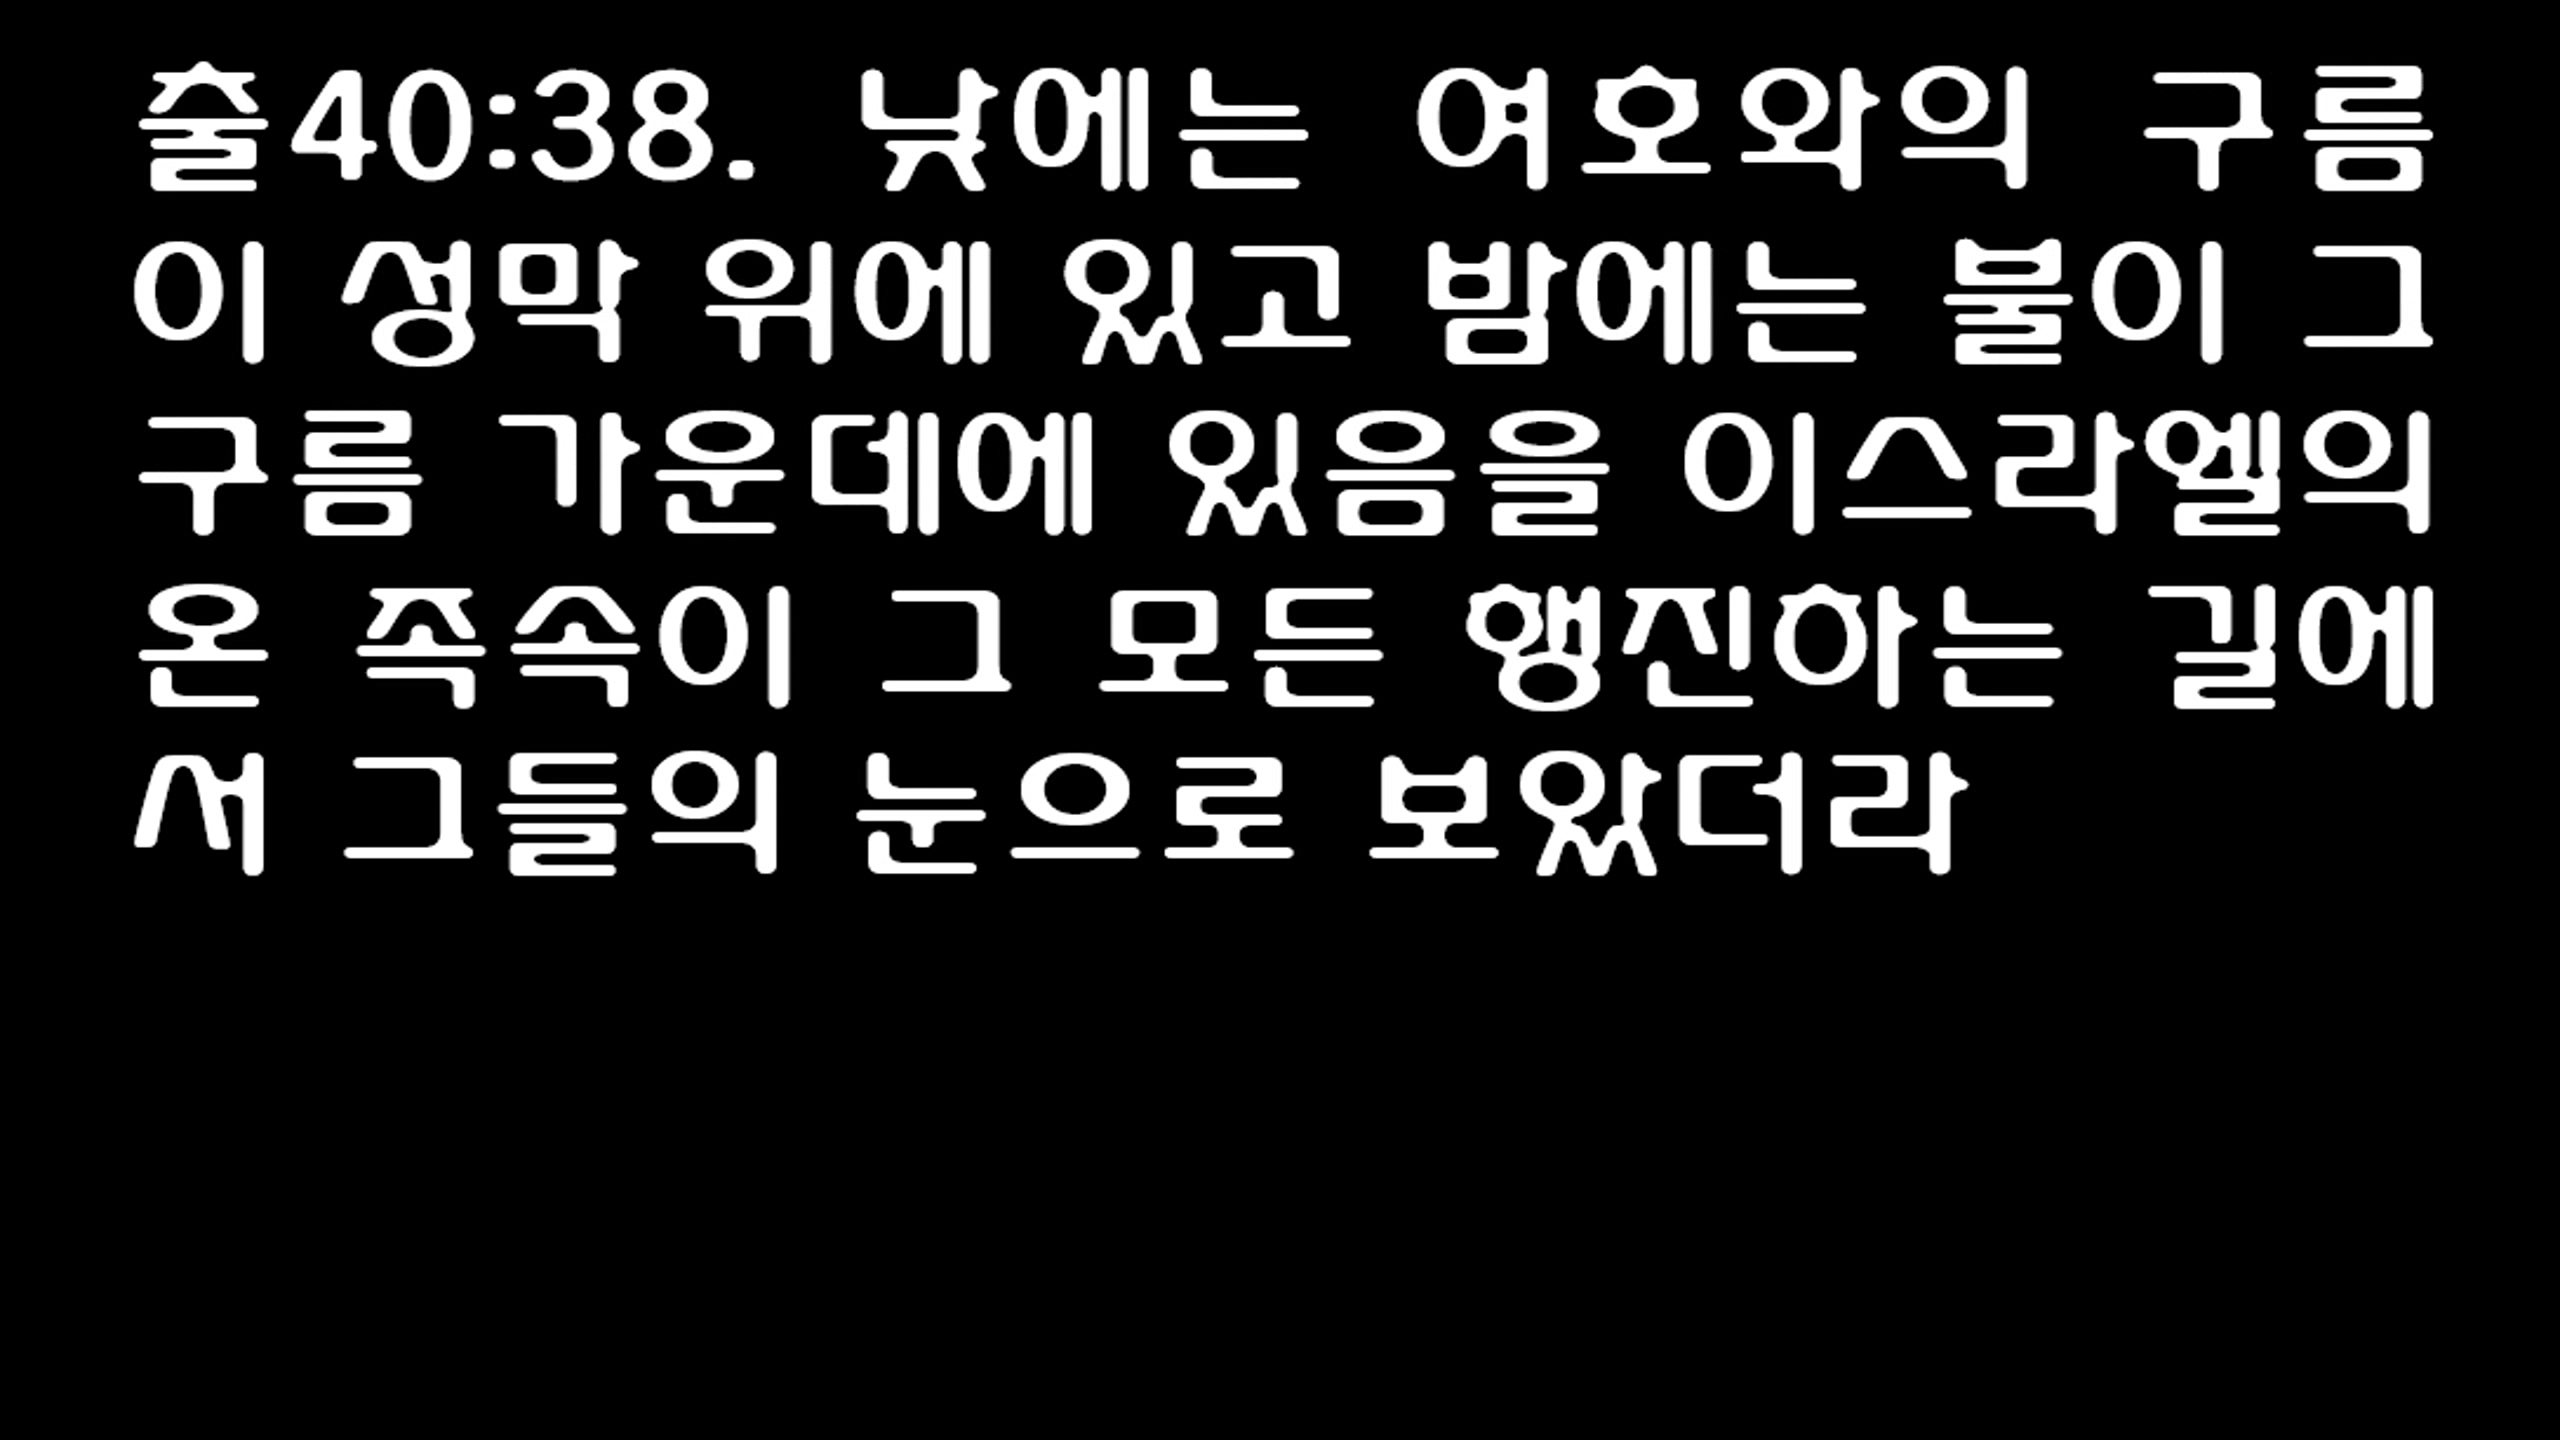 출40:38. 낮에는 여호와의 구름
이 성막 위에 있고 밤에는 불이 그
구름 가운데에 있음을 이스라엘의
온 족속이 그 모든 행진하는 길에
서 그들의 눈으로 보았더라